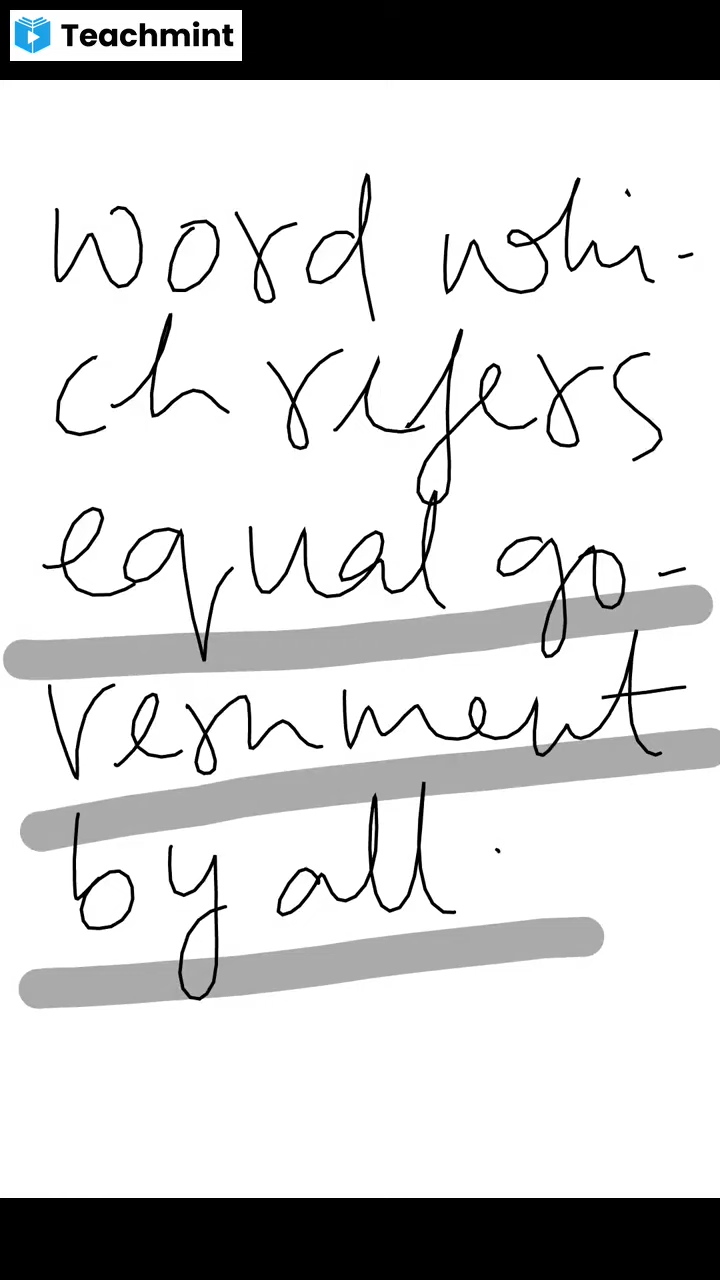 Teachmint
word whi-
ch refers
equal go-
vernment
by all.